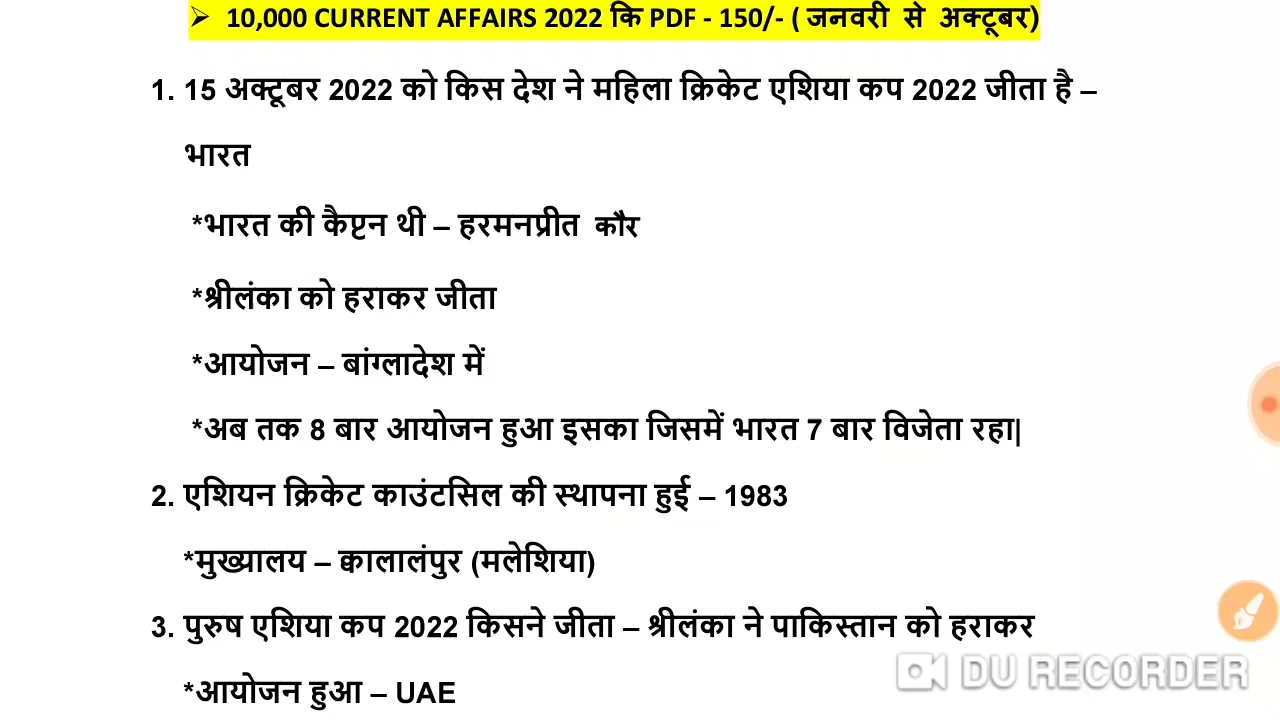 ➢ 10,000 CURRENT AFFAIRS 2022 कि PDF - 150/- ( जनवरी से अक्टूबर)
1. 15 अक्टूबर 2022 को किस देश ने महिला क्रिकेट एशिया कप 2022 जीता है –
भारत
*भारत की कैप्टन थी – हरमनप्रीत कौर
*श्रीलंका को हराकर जीता
*आयोजन – बांग्लादेश में
*अब तक 8 बार आयोजन हुआ इसका जिसमें भारत 7 बार विजेता रहा|
2. एशियन क्रिकेट काउंटसिल की स्थापना हुई – 1983
*मुख्यालय – क्वालालंपुर (मलेशिया)
3. पुरुष एशिया कप 2022 किसने जीता – श्रीलंका ने पाकिस्तान को हराकर
*आयोजन हुआ – UAE
DU RECORDER